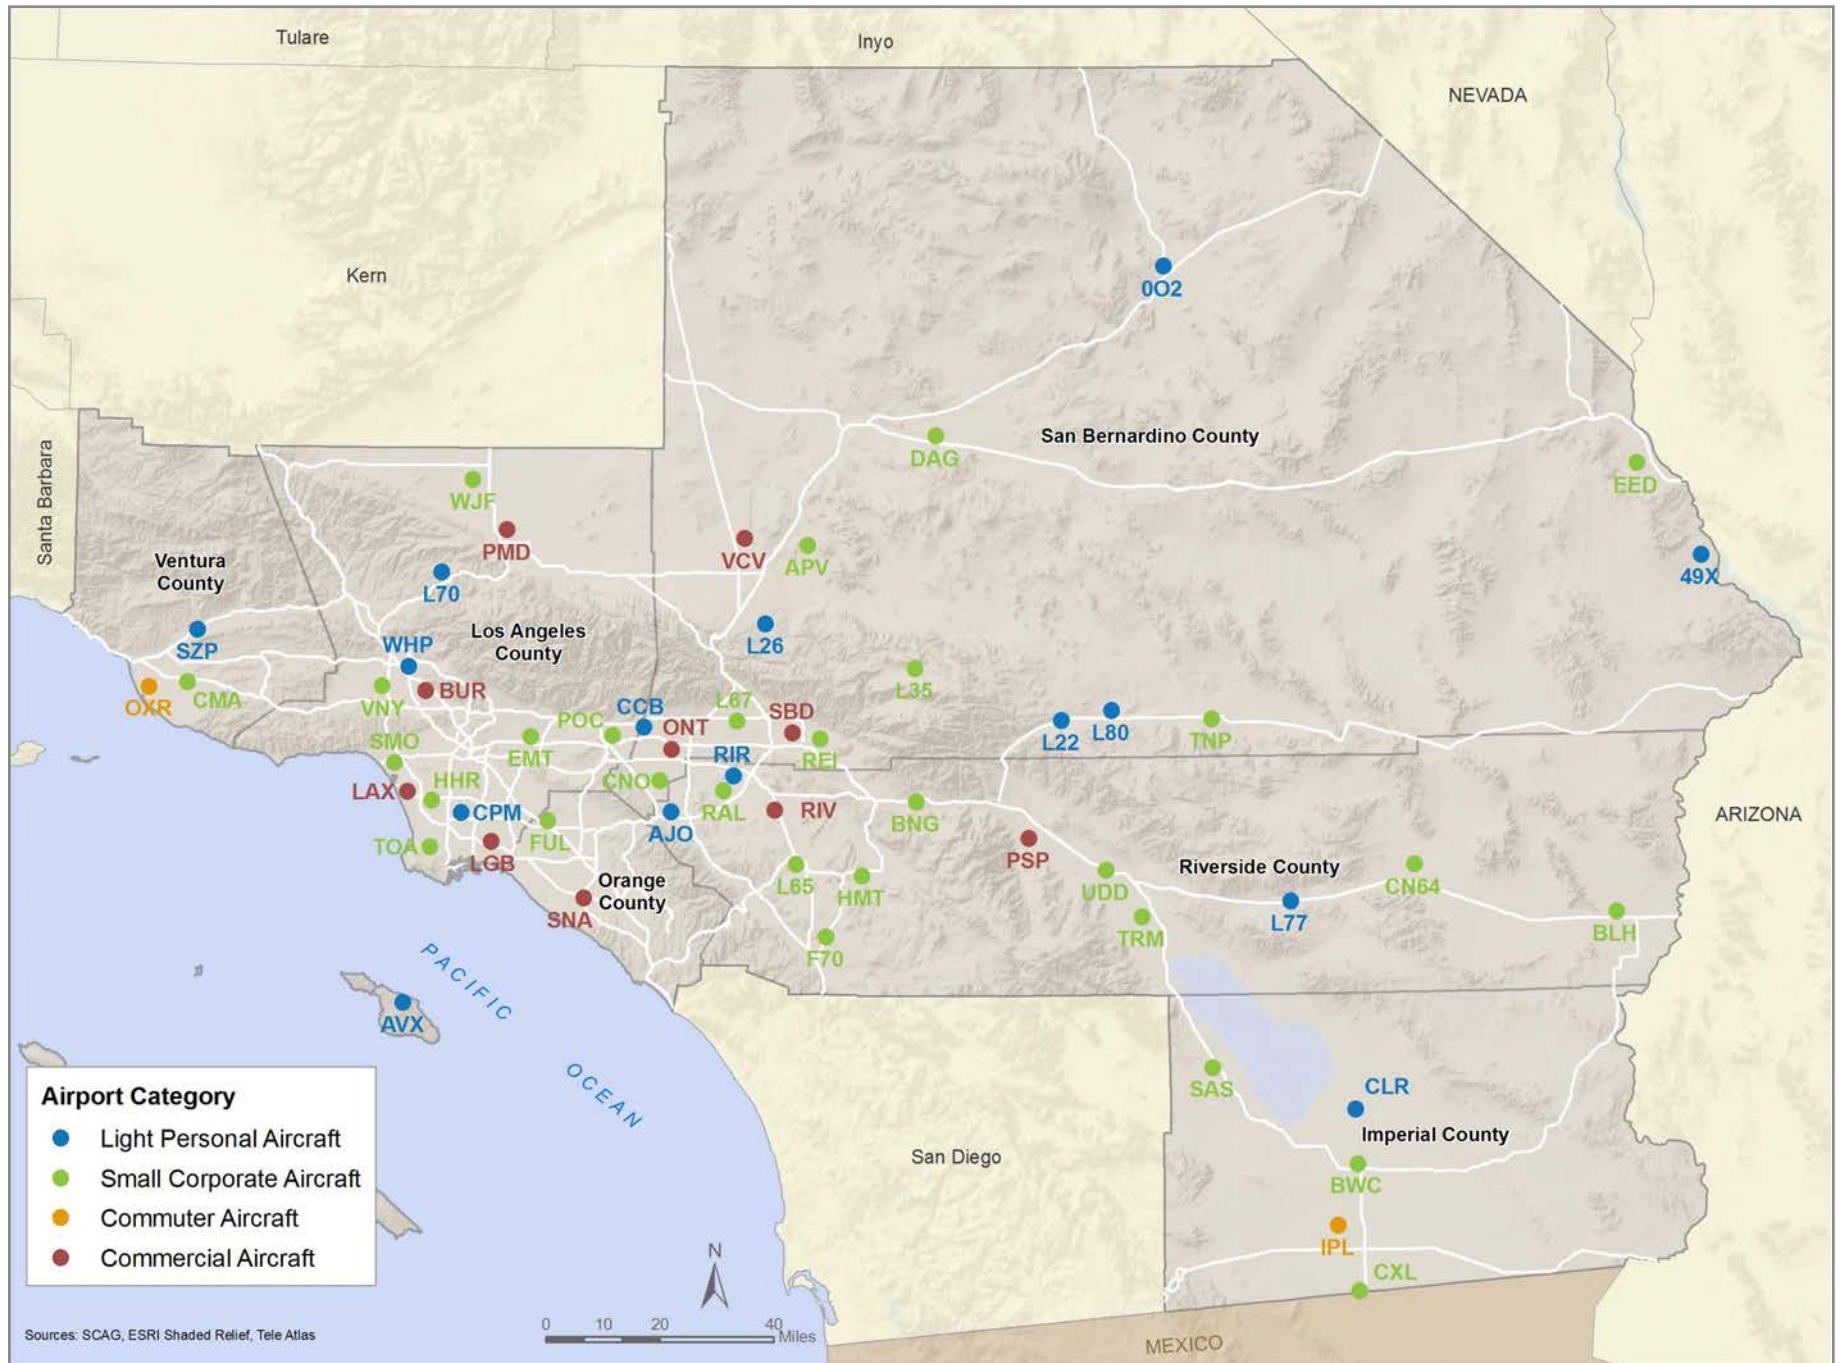 Tulare
Inyo
NEVADA
Kern
0O2
San Bernardino County
DAG
EED
WJF
Santa Barbara
PMD
VCV
APV
Ventura
County
49X
L70
Los Angeles
County
SZP
WHP
L26
BUR
L35
OXR
CMA
VNY
L67
CCB
POC
ONT
SBD
L22
L80
TNP
SMO
EMT
RIR
REI
HHR
CNO
LAX
CPM
RAL
RIV
BNG
ARIZONA
FUL
AJO
TOA
LGB
PSP
Riverside County
Orange
County
L65
HMT
UDD
CN64
SNA
L77
BLH
TRM
F70
PACIFIC
OCEAN
AVX
SAS
CLR
Imperial County
San Diego
BWC
IPL
CXL
MEXICO
Airport Category
Light Personal Aircraft
Small Corporate Aircraft
Commuter Aircraft
Commercial Aircraft
N
0 10 20 40
Miles
Sources: SCAG, ESRI Shaded Relief, Tele Atlas